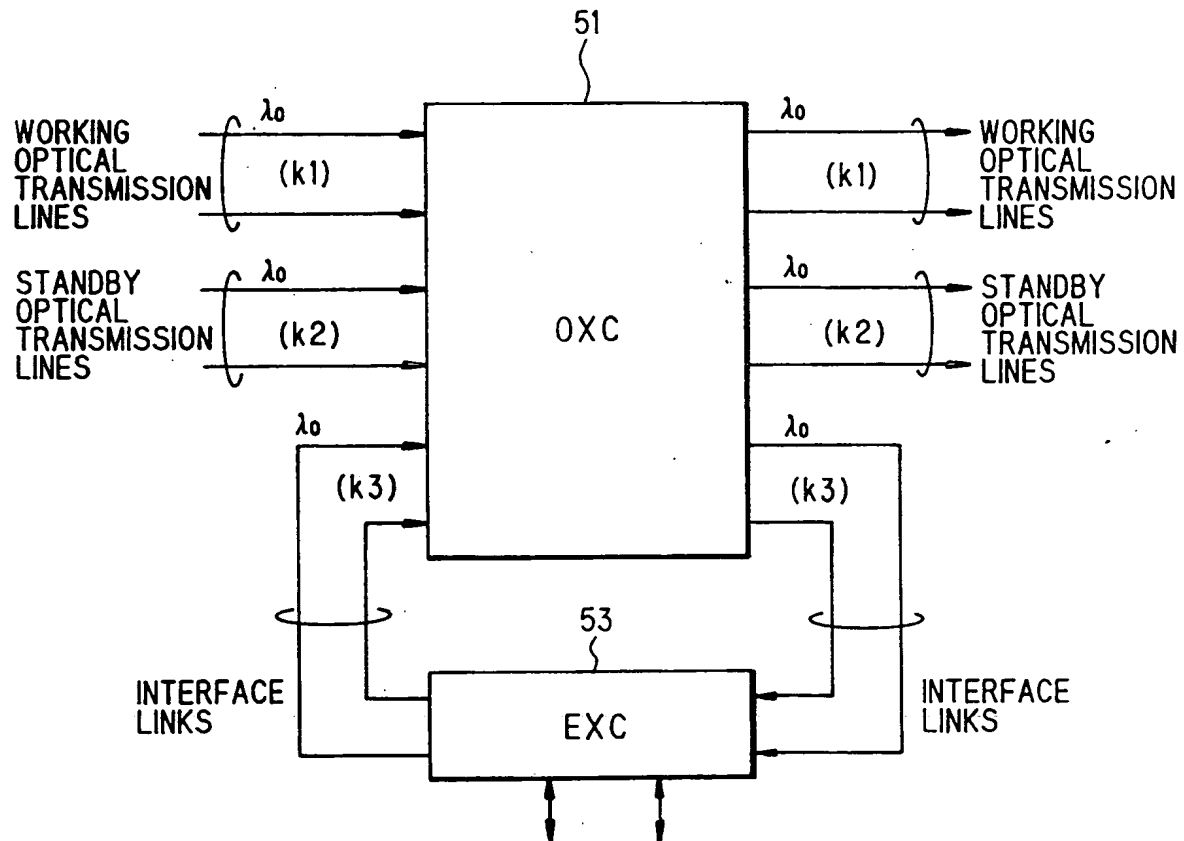 51
WORKING
OPTICAL
TRANSMISSION
LINES
λ0
(k1)
λ0
(k1)
WORKING
OPTICAL
TRANSMISSION
LINES
STANDBY
OPTICAL
TRANSMISSION
LINES
λ0
(k2)
OXC
λ0
(k2)
STANDBY
OPTICAL
TRANSMISSION
LINES
λ0
(k3)
λ0
(k3)
53
INTERFACE
LINKS
EXC
INTERFACE
LINKS